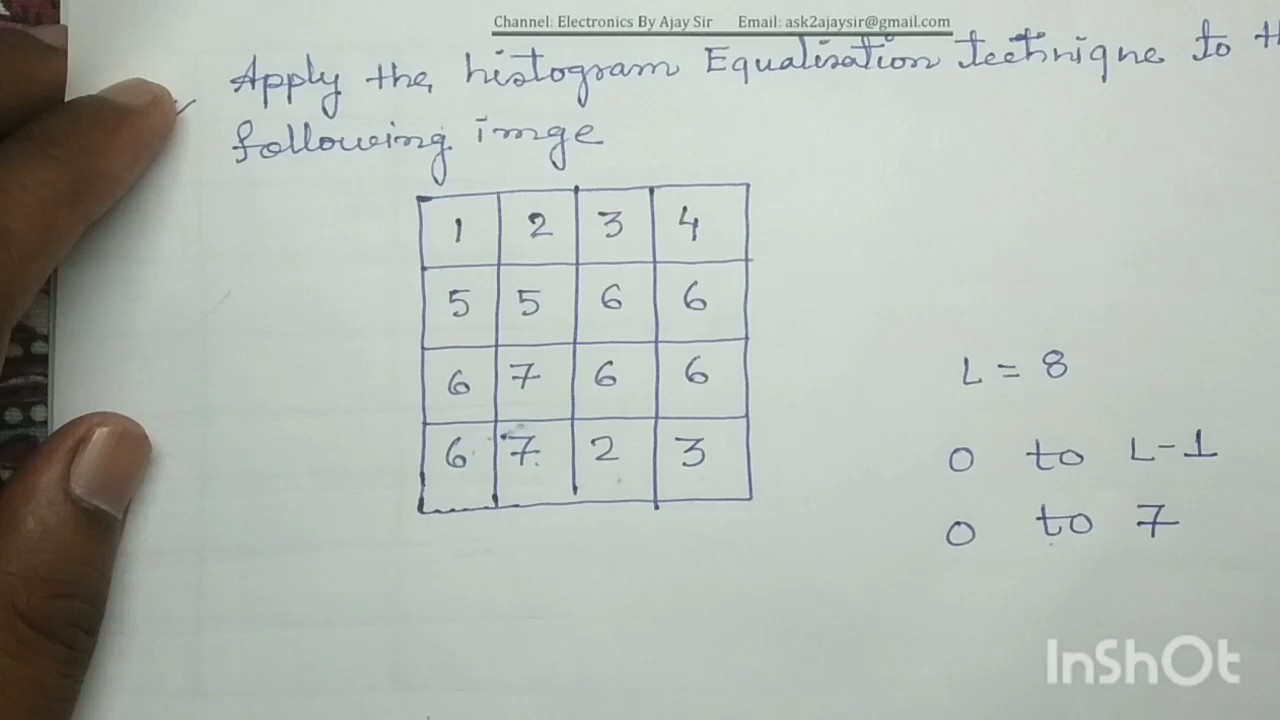 Channel: Electronics By Ajay Sir Email: ask2ajaysir@gmail.com
Apply the histogram Equalisation technique to
following imge
1 2 3 4
5 5 6 6
6 7 6 6
6 7 2 3
L = 8
0 to L-1
0 to 7
InShOt